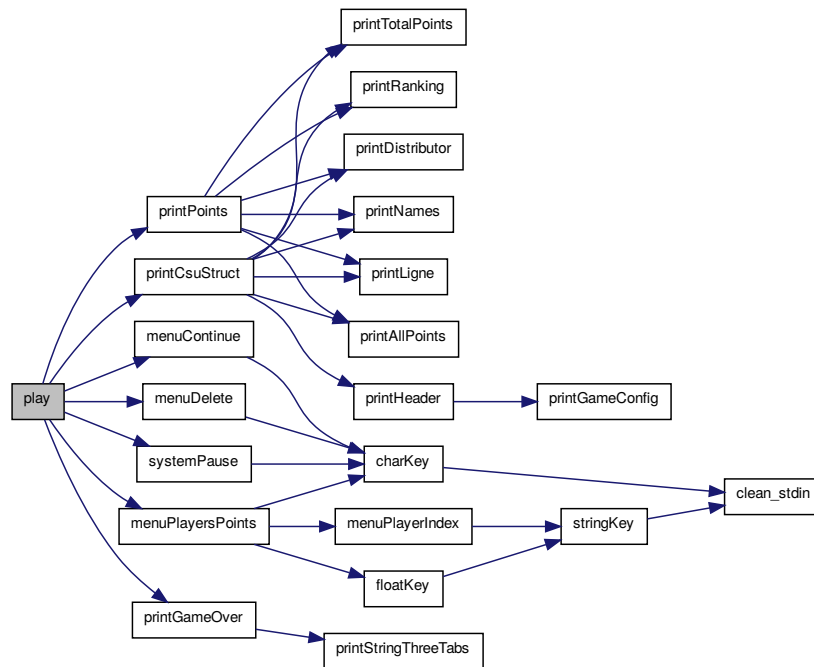 printTotalPoints
printRanking
printDistributor
printPoints
printNames
printCsuStruct
printLigne
menuContinue
printAllPoints
play
menuDelete
printHeader
printGameConfig
systemPause
charKey
clean_stdin
menuPlayersPoints
menuPlayerIndex
stringKey
floatKey
printGameOver
printStringThreeTabs